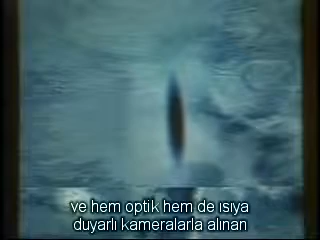 ve hem optik hem de ısıya
duyarlı kameralarla alınan